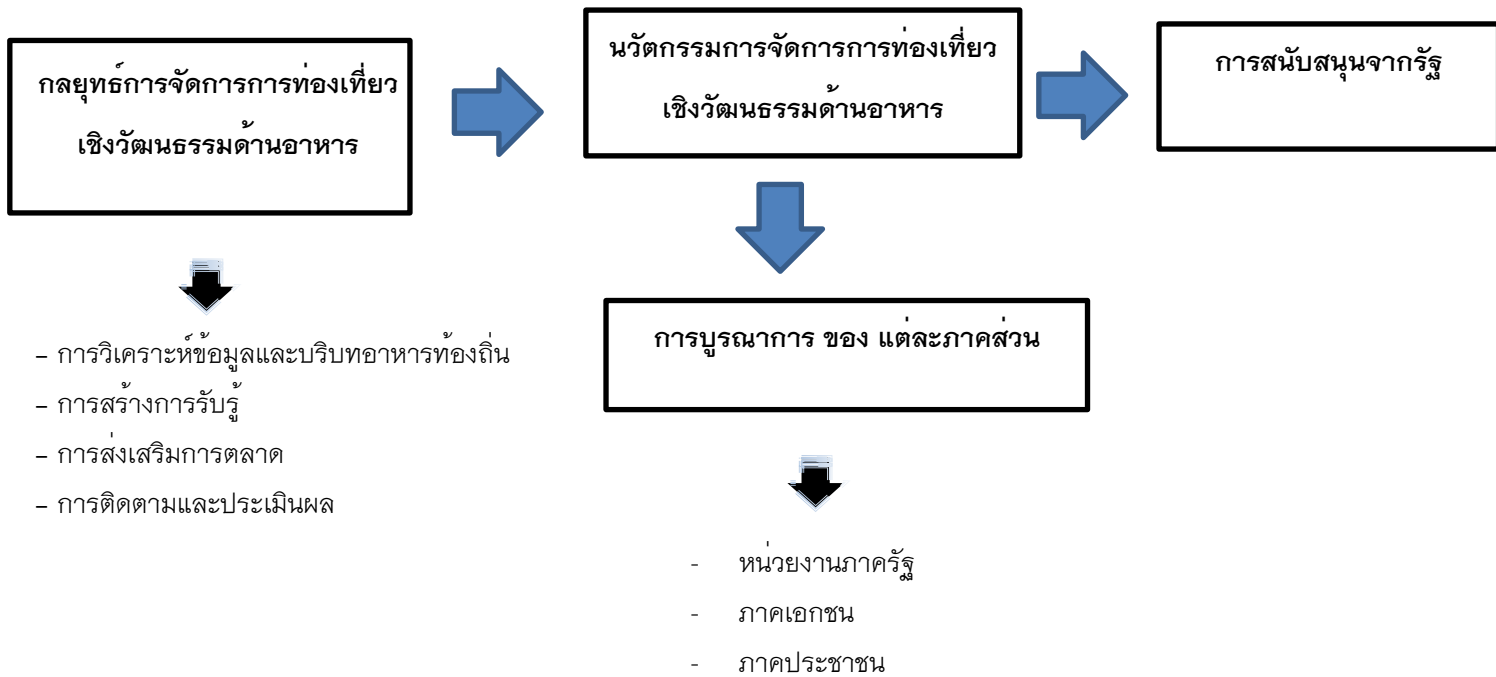 กลยุทธ์การจัดการการท่องเที่ยว
เชิงวัฒนธรรมด้านอาหาร
นวัตกรรมการจัดการการท่องเที่ยว
เชิงวัฒนธรรมด้านอาหาร
การสนับสนุนจากรัฐ
– การวิเคราะห์ข้อมูลและบริบทอาหารท้องถิ่น
– การสร้างการรับรู้
– การส่งเสริมการตลาด
– การติดตามและประเมินผล
การบูรณาการ ของ แต่ละภาคส่วน
- หน่วยงานภาครัฐ
- ภาคเอกชน
- ภาคประชาชน